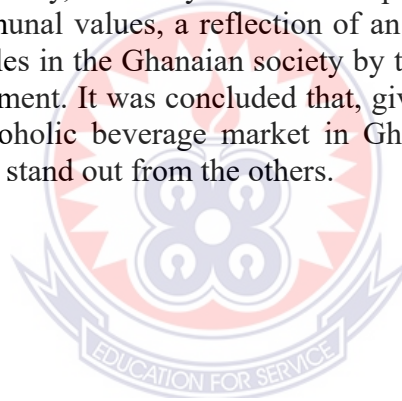 munal values, a reflection of an
les in the Ghanaian society by t
ment. It was concluded that, giv
oholic beverage market in Gh
stand out from the others.
EDUCATION FOR SERVICE